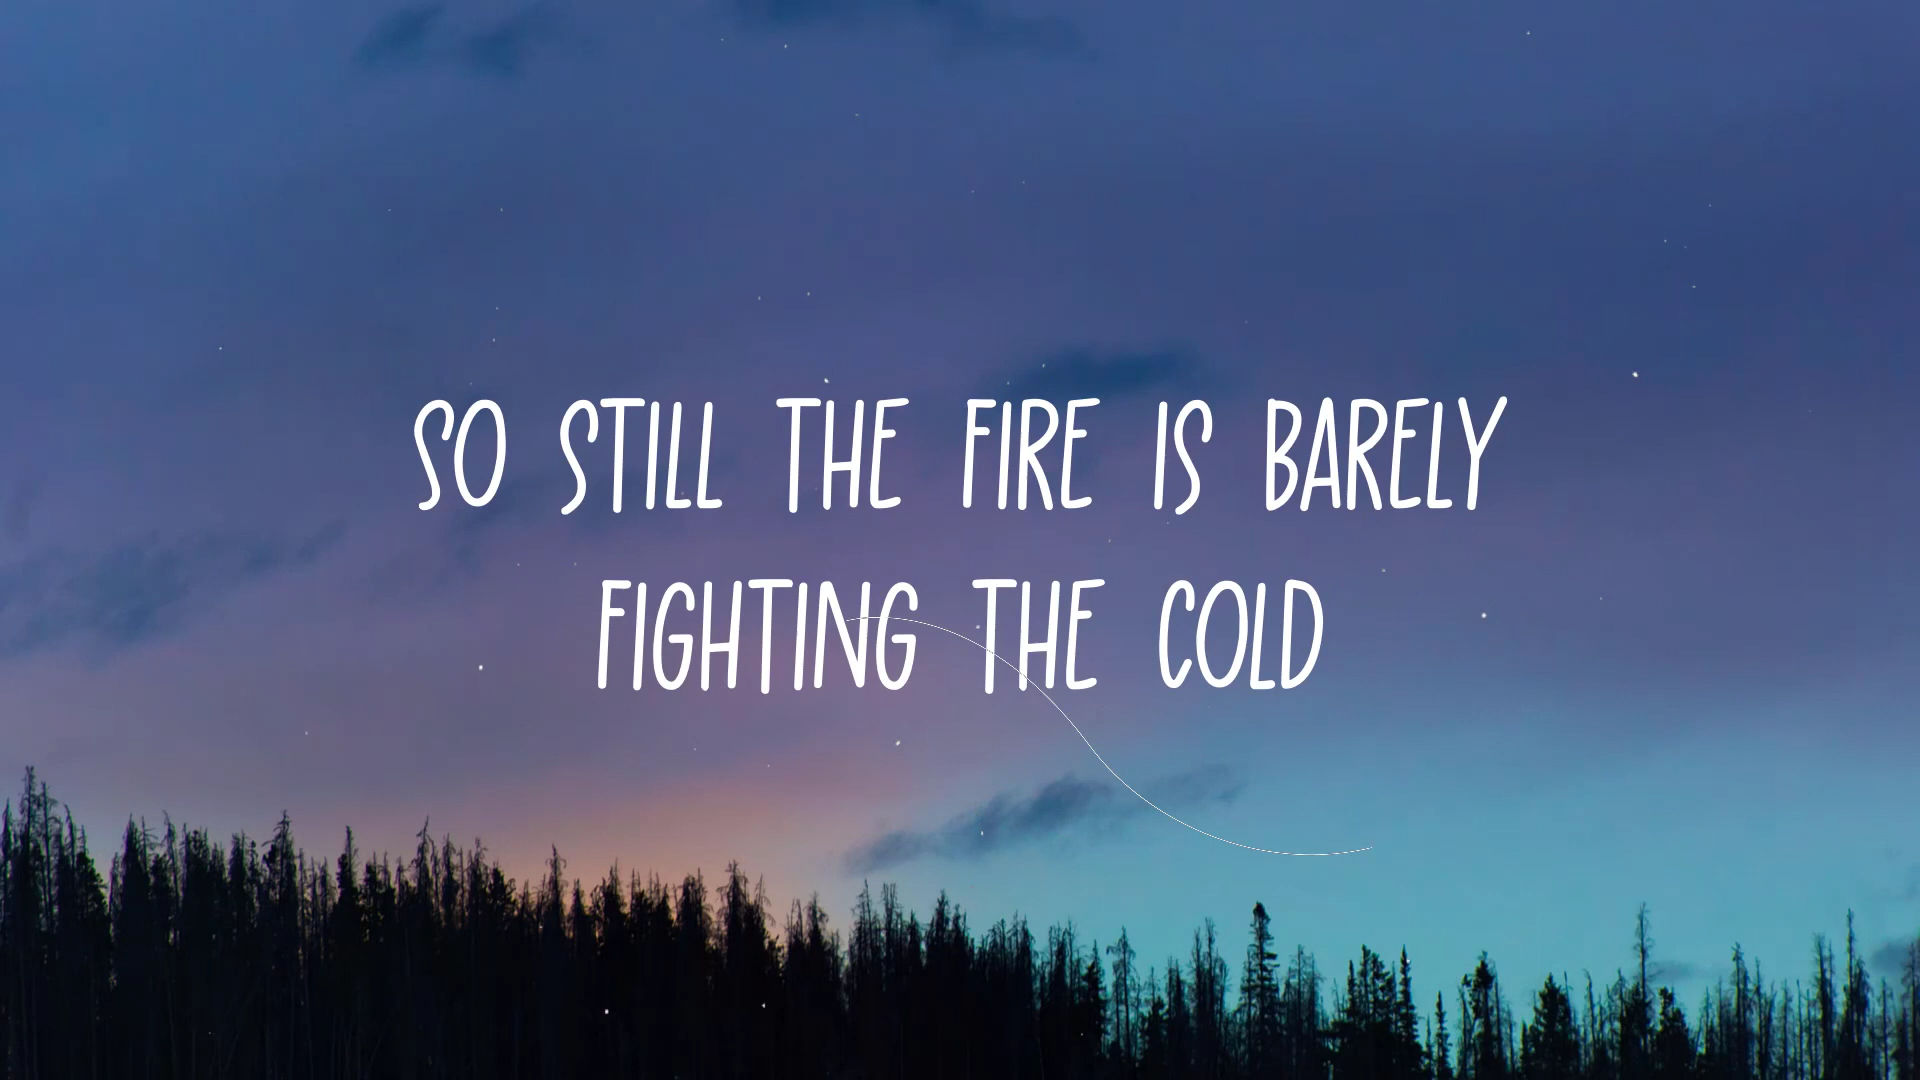 SO STILL THE FIRE IS BARELY
FIGHTING THE COLD